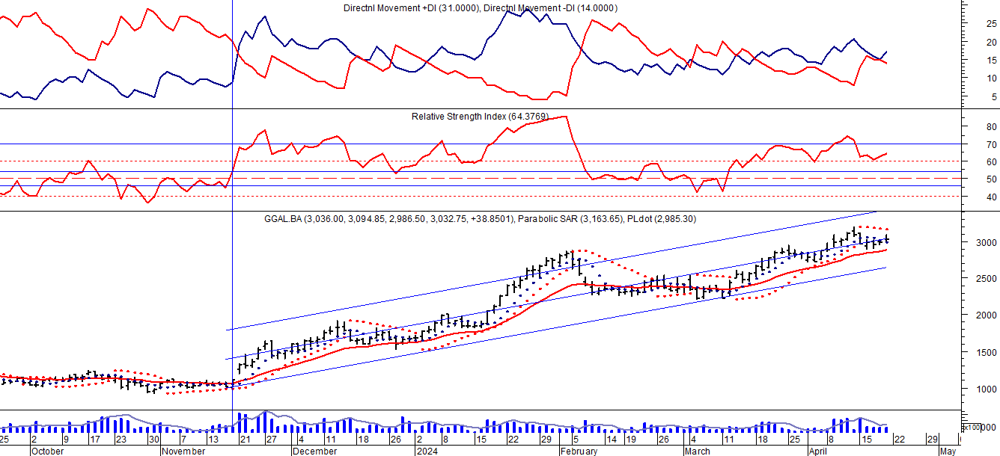 Directnl Movement +DI (31.0000), Directnl Movement -DI (14.0000)
25
20
15
10
5
Relative Strength Index (64.3769)
80
70
60
50
40
GGAL.BA (3,036.00, 3,094.85, 2,986.50, 3,032.75, +38.8501), Parabolic SAR (3,163.65), PLdot (2,985.30)
3000
2500
2000
1500
1000
x100
25 2 9 17 23 30 7 13 21 4 11 18 26 2 8 15 22 29 5 14 19 26 4 11 18 25 1 8 15 22 29
October November December 2024 February March April May